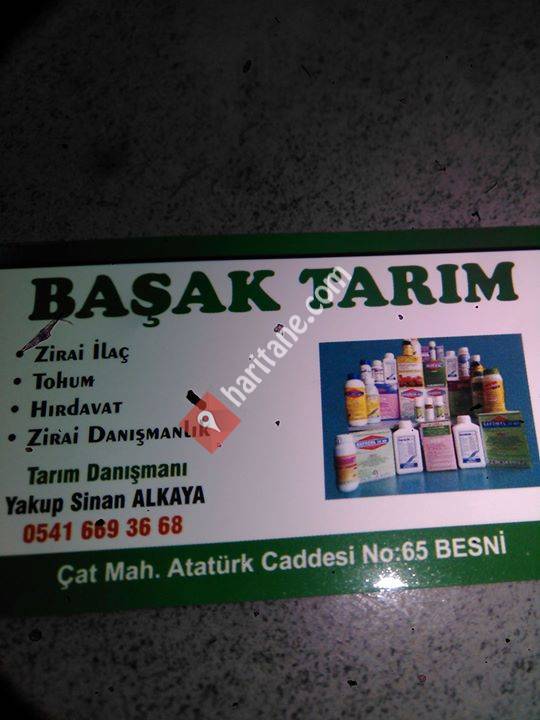 BAŞAK TARIM
• Zirai İlaç
• Tohum
• Hırdavat
• Zirai Danışmanlık
Tarım Danışmanı
Yakup Sinan ALKAYA
0541 669 36 68
Çat Mah. Atatürk Caddesi No:65 BESNİ
haritane.com